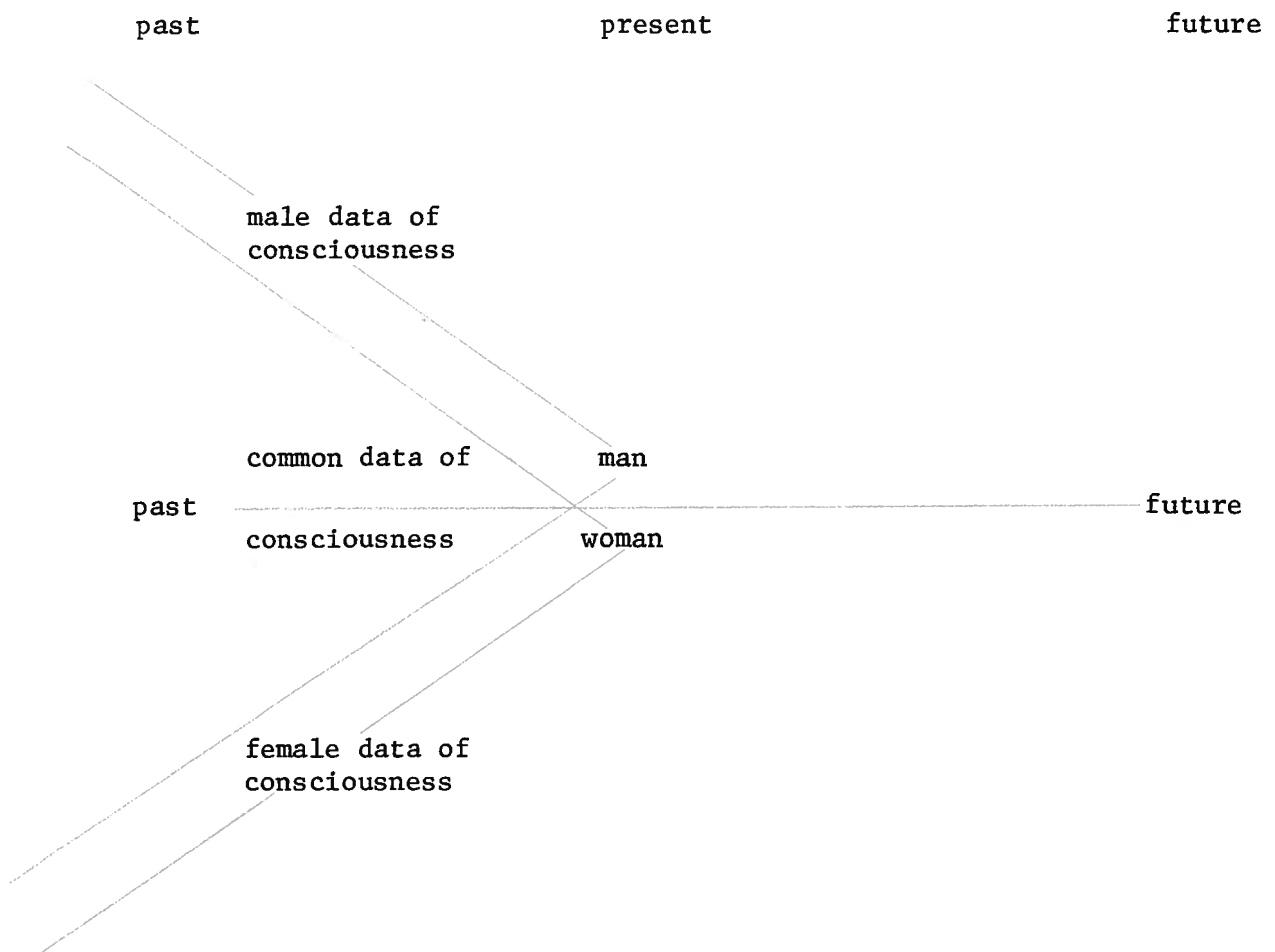 past present future
male data of
consciousness
common data of man
past future
consciousness woman
female data of
consciousness